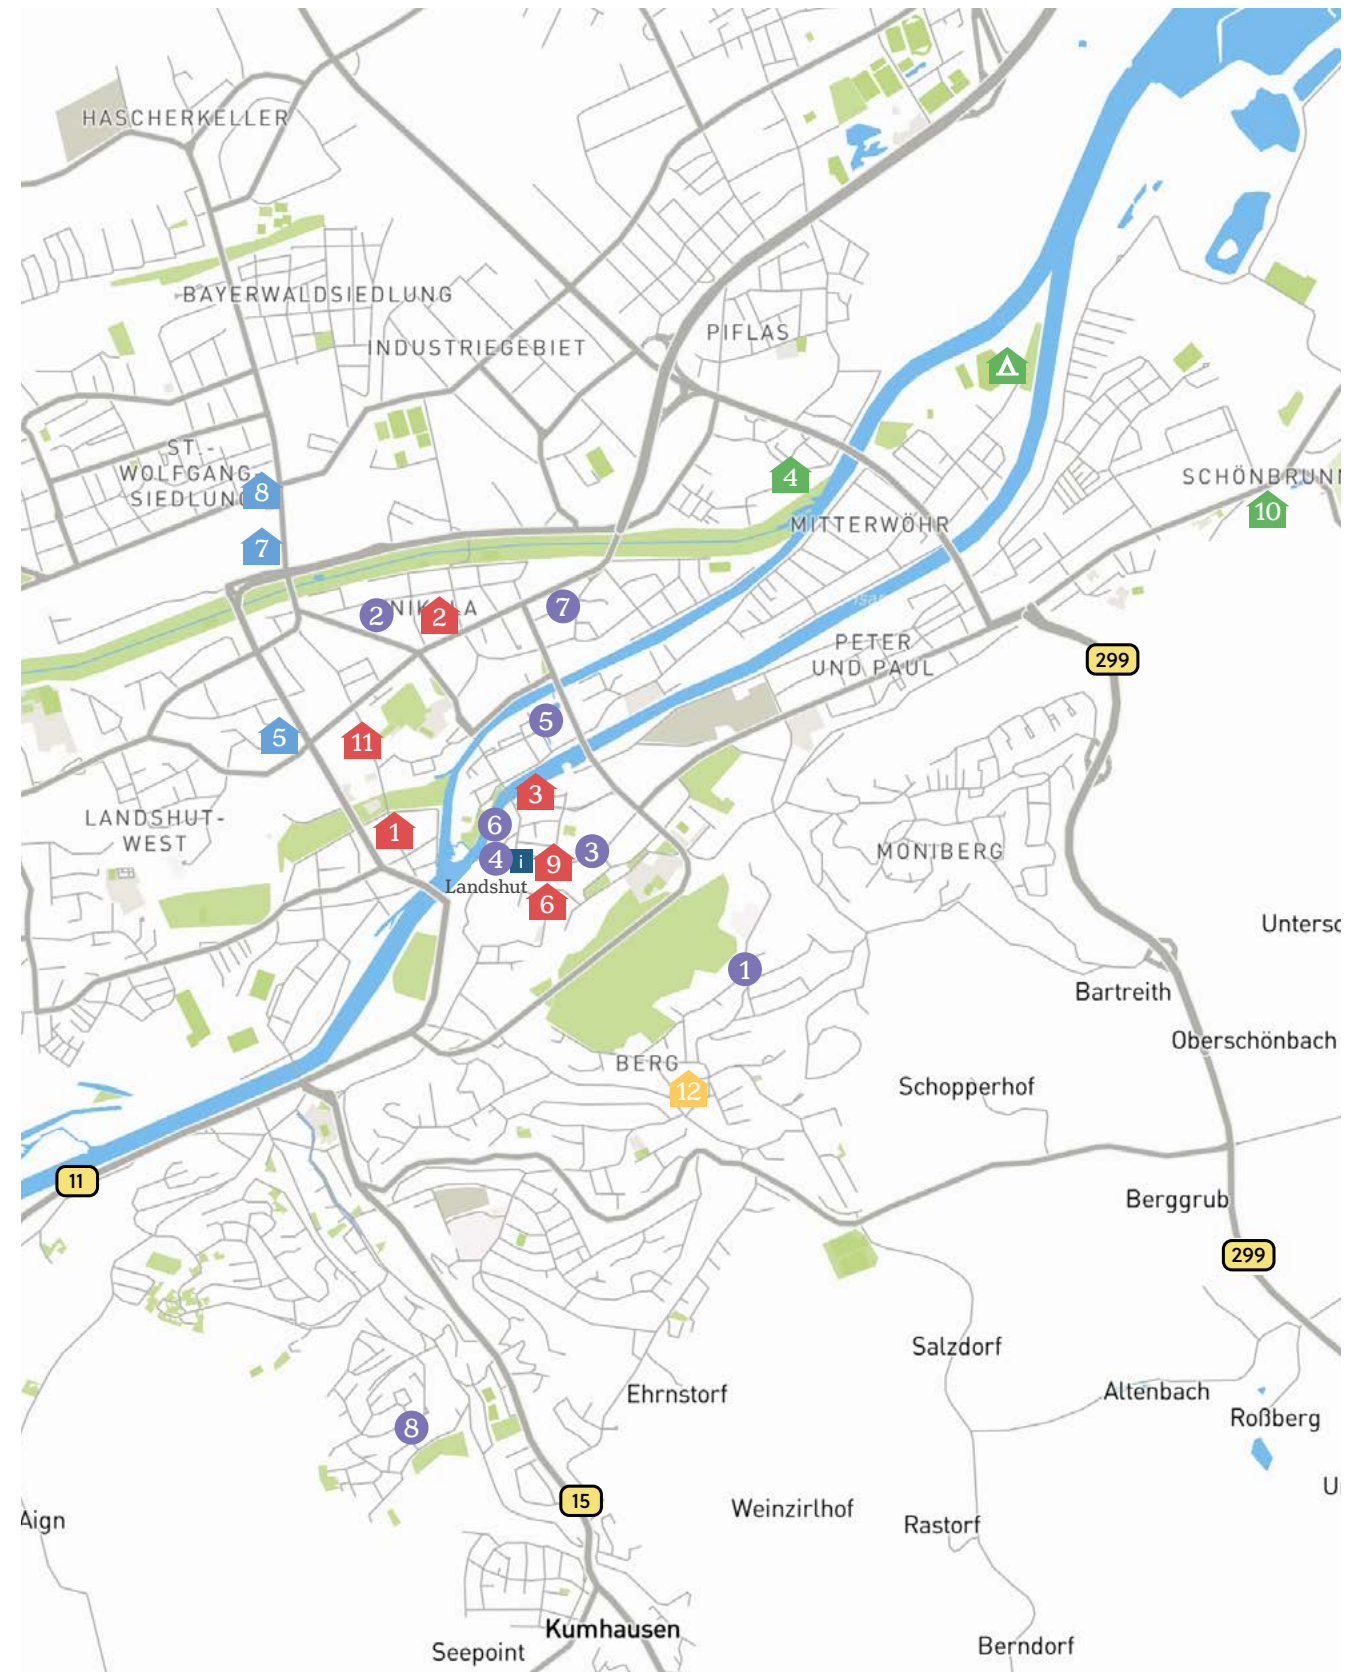 HASCHERKELLER
BAYERWALDSIEDLUNG
INDUSTRIEGEBIET
PIFLAS
ST.-
WOLFGANG-
SIEDLUNG
8
7
4
SCHÖNBRUNN
10
MITTERWÖHR
2
NIKOLA
2
7
Isar
PETER
UND PAUL
299
5
11
5
3
LANDSHUT-
WEST
1
6
4
i
9
3
Landshut
6
MONIBERG
1
Bartreith
Oberschönbach
BERG
12
Schopperhof
11
Berggrub
299
Salzdorf
Ehrnstorf
Altenbach
Roßberg
8
15
Weinzirlhof
Rastorf
Aign
Kumhausen
Seepoint
Berndorf